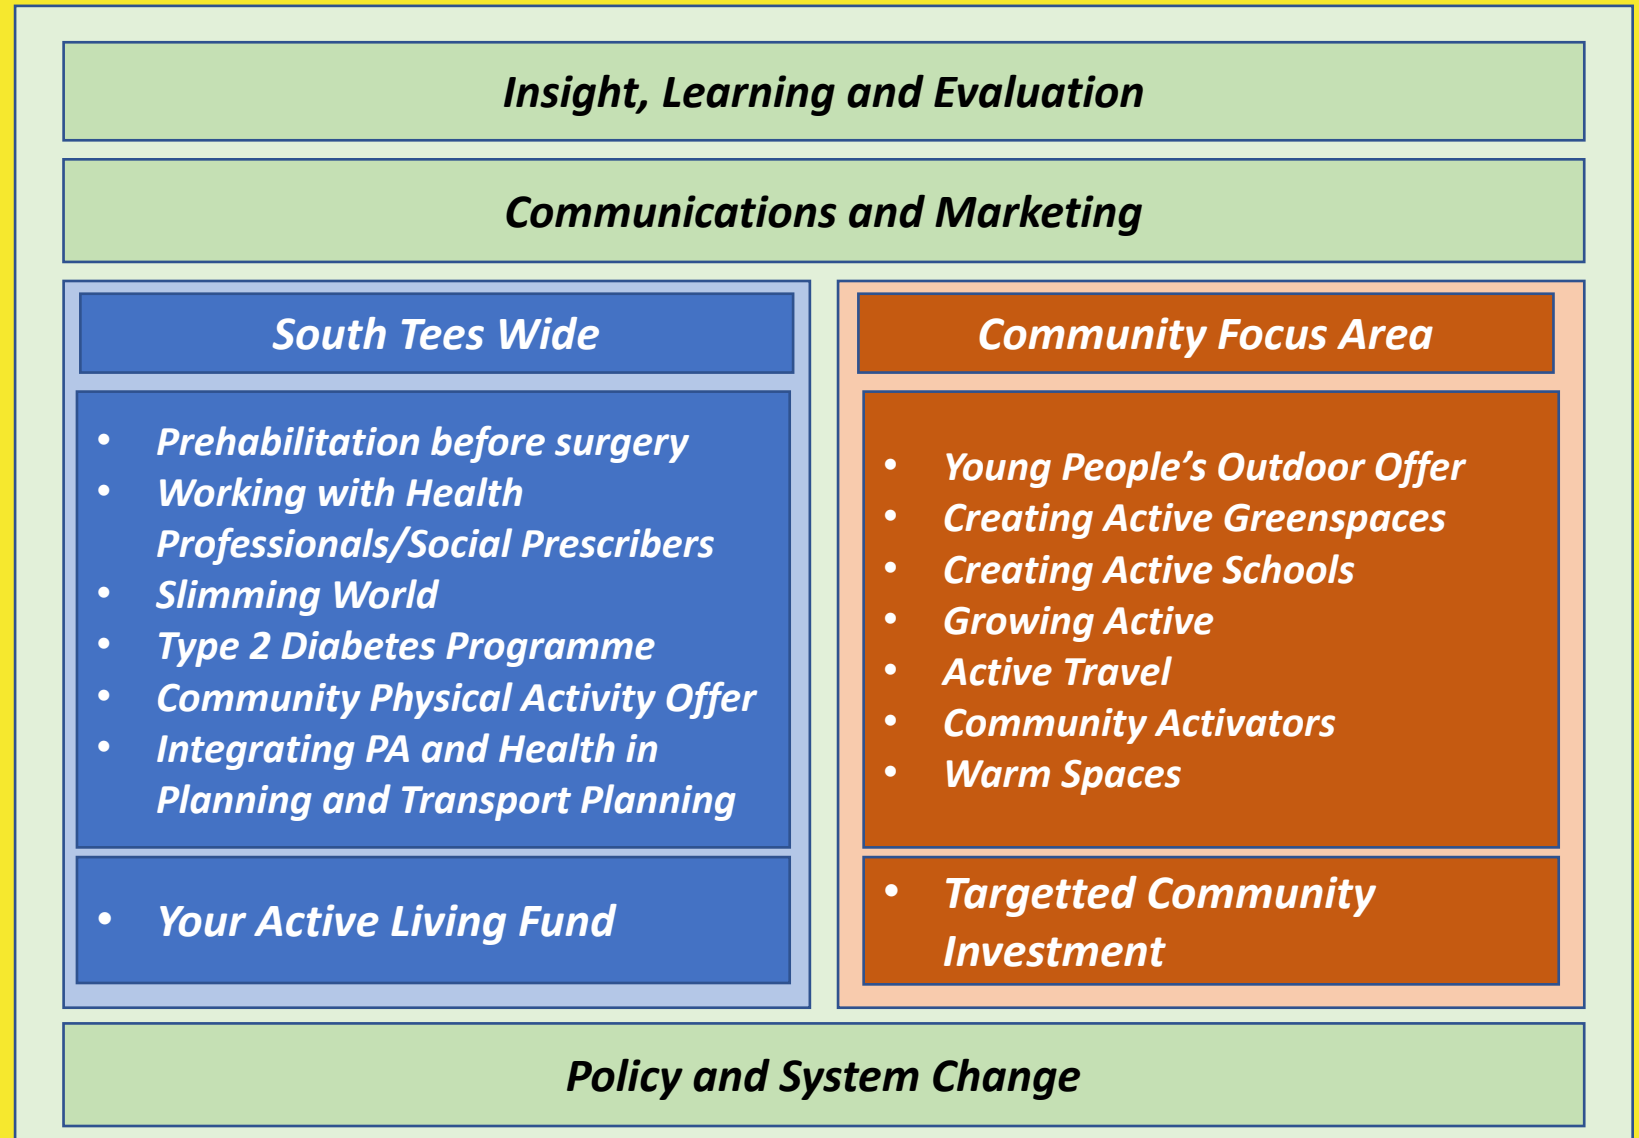 Insight, Learning and Evaluation
Communications and Marketing
South Tees Wide
• Prehabilitation before surgery
• Working with Health
Professionals/Social Prescribers
• Slimming World
• Type 2 Diabetes Programme
• Community Physical Activity Offer
• Integrating PA and Health in
Planning and Transport Planning
• Your Active Living Fund
Community Focus Area
• Young People’s Outdoor Offer
• Creating Active Greenspaces
• Creating Active Schools
• Growing Active
• Active Travel
• Community Activators
• Warm Spaces
• Targetted Community
Investment
Policy and System Change